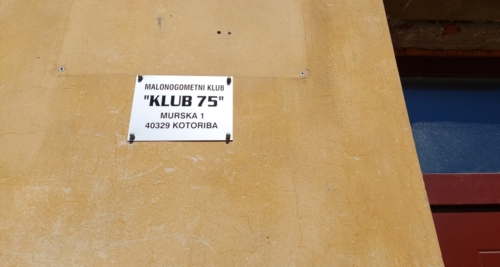 MALONOGOMETNI KLUB
"KLUB 75"
MURSKA 1
40329 KOTORIBA